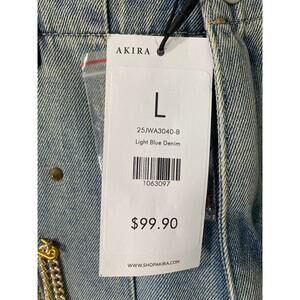 AKIRA
L
25JWA3040-B
Light Blue Denim
1063097
$99.90
WWW.SHOPAKIRA.COM